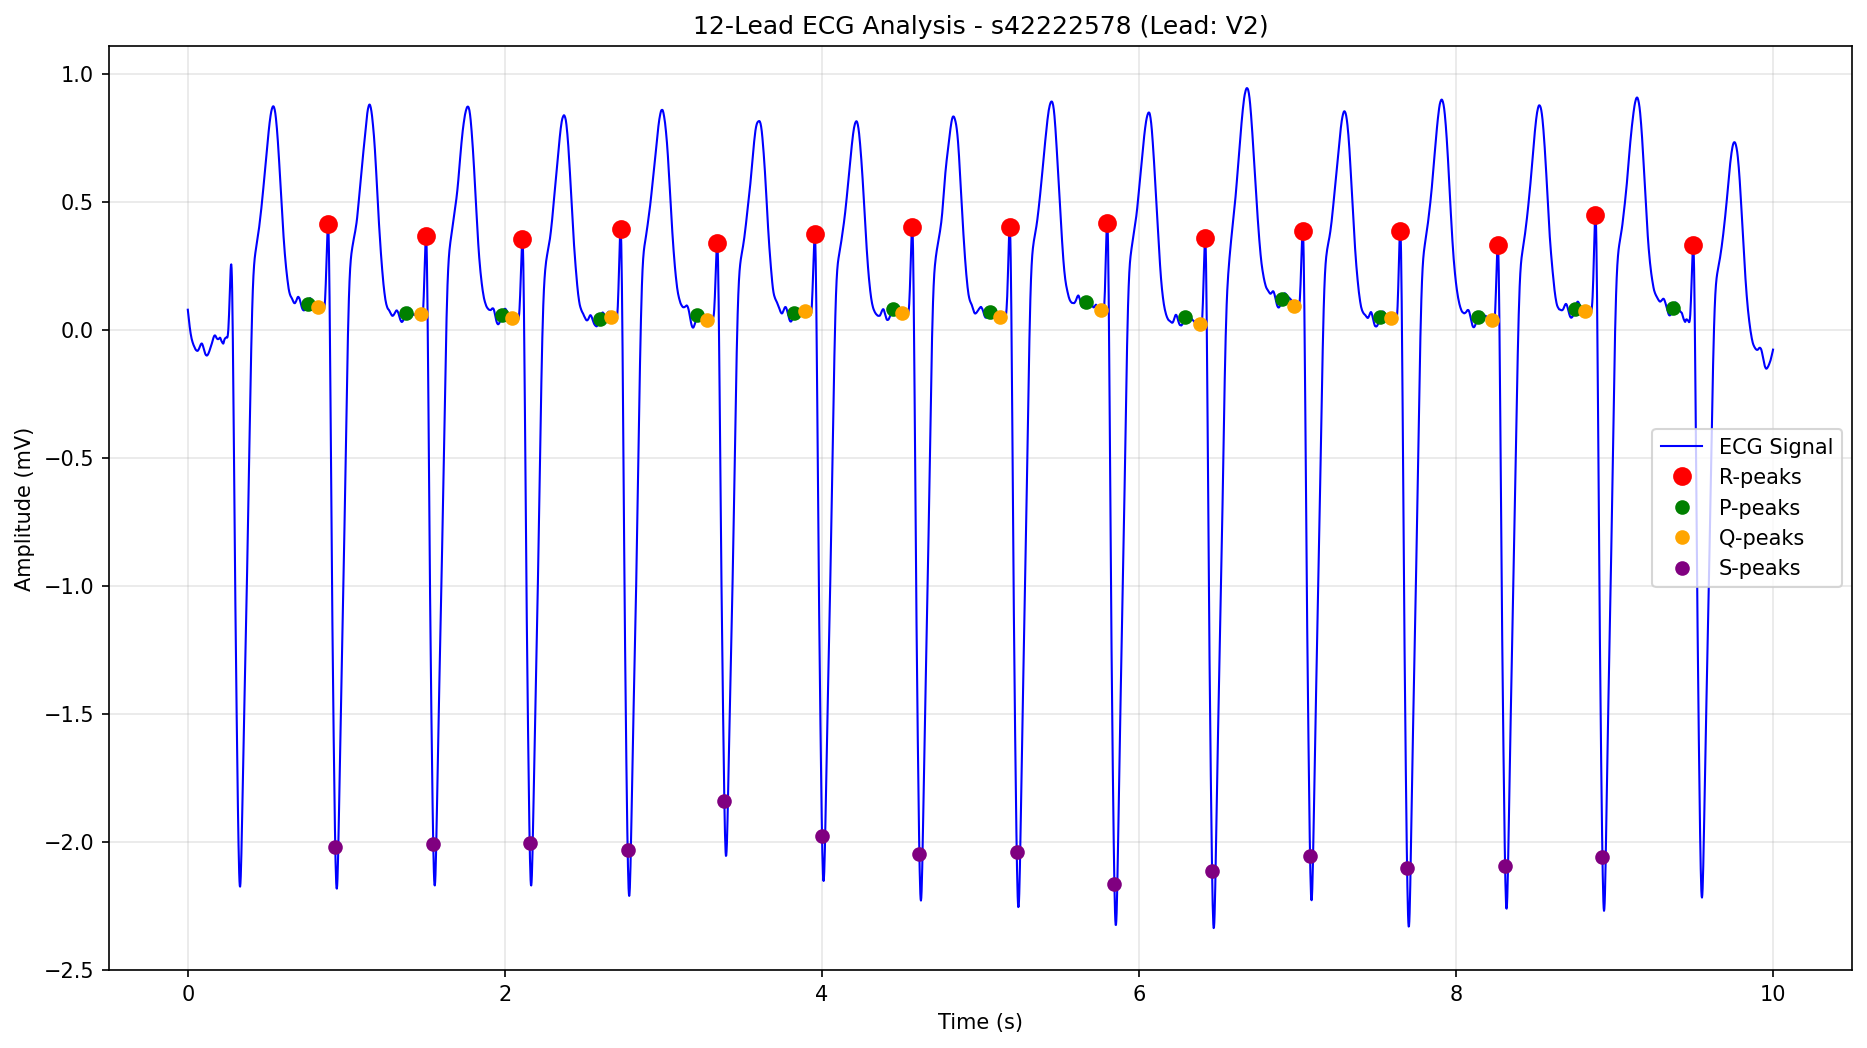 12-Lead ECG Analysis - s42222578 (Lead: V2)
Amplitude (mV)
1.0
0.5
0.0
−0.5
−1.0
−1.5
−2.0
−2.5
ECG Signal
R-peaks
P-peaks
Q-peaks
S-peaks
0 2 4 6 8 10
Time (s)